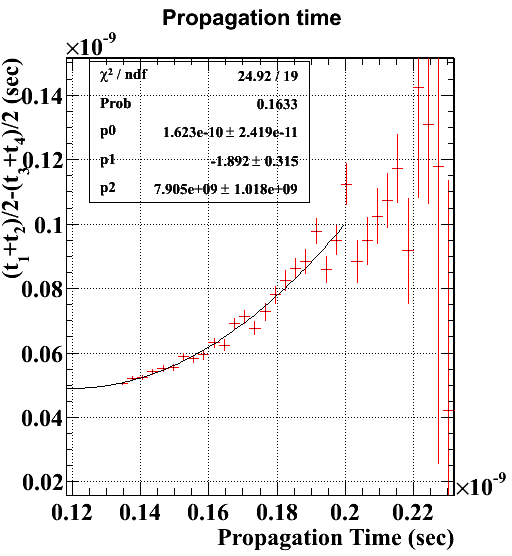 Propagation time
×10⁻⁹
χ² / ndf 24.92 / 19
Prob 0.1633
p0 1.623e-10 ± 2.419e-11
p1 -1.892 ± 0.315
p2 7.905e+09 ± 1.018e+09
(t₁+t₂)/2-(t₃+t₄)/2 (sec)
0.14
0.12
0.1
0.08
0.06
0.04
0.02
0.12 0.14 0.16 0.18 0.2 0.22
×10⁻⁹
Propagation Time (sec)